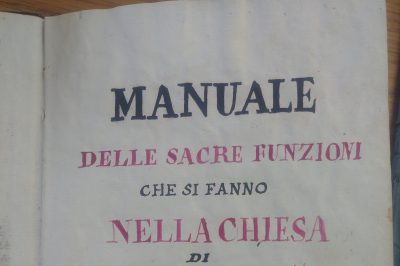 MANUALE
DELLE SACRE FUNZIONI
CHE SI FANNO
NELLA CHIESA
DI